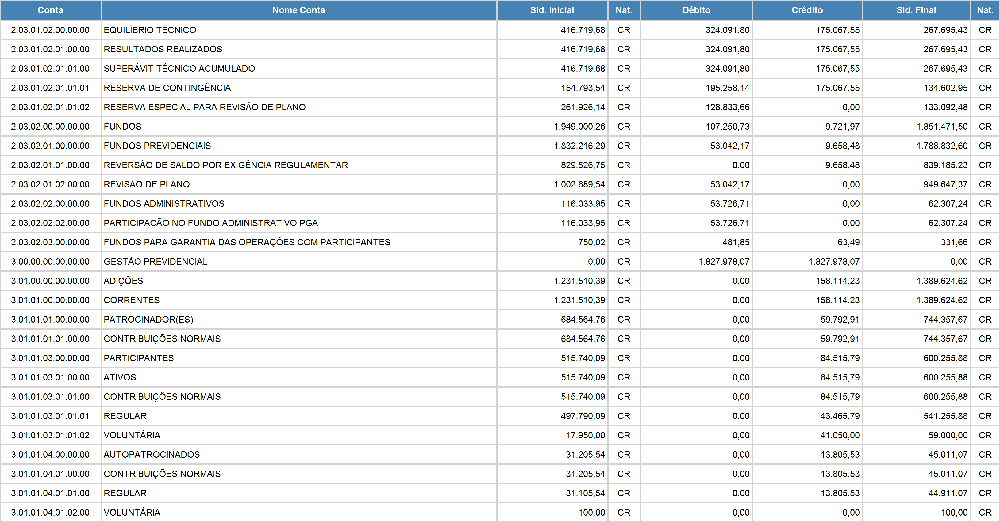 Conta Nome Conta Sld. Inicial Nat. Débito Crédito Sld. Final Nat.
2.03.01.02.00.00.00 EQUILÍBRIO TÉCNICO 416.719,68 CR 324.091,80 175.067,55 267.695,43 CR
2.03.01.02.01.00.00 RESULTADOS REALIZADOS 416.719,68 CR 324.091,80 175.067,55 267.695,43 CR
2.03.01.02.01.01.00 SUPERÁVIT TÉCNICO ACUMULADO 416.719,68 CR 324.091,80 175.067,55 267.695,43 CR
2.03.01.02.01.01.01 RESERVA DE CONTINGÊNCIA 154.793,54 CR 195.258,14 175.067,55 134.602,95 CR
2.03.01.02.01.01.02 RESERVA ESPECIAL PARA REVISÃO DE PLANO 261.926,14 CR 128.833,66 0,00 133.092,48 CR
2.03.02.00.00.00.00 FUNDOS 1.949.000,26 CR 107.250,73 9.721,97 1.851.471,50 CR
2.03.02.01.00.00.00 FUNDOS PREVIDENCIAIS 1.832.216,29 CR 53.042,17 9.658,48 1.788.832,60 CR
2.03.02.01.01.00.00 REVERSÃO DE SALDO POR EXIGÊNCIA REGULAMENTAR 829.526,75 CR 0,00 9.658,48 839.185,23 CR
2.03.02.01.02.00.00 REVISÃO DE PLANO 1.002.689,54 CR 53.042,17 0,00 949.647,37 CR
2.03.02.02.00.00.00 FUNDOS ADMINISTRATIVOS 116.033,95 CR 53.726,71 0,00 62.307,24 CR
2.03.02.02.02.00.00 PARTICIPACÃO NO FUNDO ADMINISTRATIVO PGA 116.033,95 CR 53.726,71 0,00 62.307,24 CR
2.03.02.03.00.00.00 FUNDOS PARA GARANTIA DAS OPERAÇÕES COM PARTICIPANTES 750,02 CR 481,85 63,49 331,66 CR
3.00.00.00.00.00.00 GESTÃO PREVIDENCIAL 0,00 CR 1.827.978,07 1.827.978,07 0,00 CR
3.01.00.00.00.00.00 ADIÇÕES 1.231.510,39 CR 0,00 158.114,23 1.389.624,62 CR
3.01.01.00.00.00.00 CORRENTES 1.231.510,39 CR 0,00 158.114,23 1.389.624,62 CR
3.01.01.01.00.00.00 PATROCINADOR(ES) 684.564,76 CR 0,00 59.792,91 744.357,67 CR
3.01.01.01.01.00.00 CONTRIBUIÇÕES NORMAIS 684.564,76 CR 0,00 59.792,91 744.357,67 CR
3.01.01.03.00.00.00 PARTICIPANTES 515.740,09 CR 0,00 84.515,79 600.255,88 CR
3.01.01.03.01.00.00 ATIVOS 515.740,09 CR 0,00 84.515,79 600.255,88 CR
3.01.01.03.01.01.00 CONTRIBUIÇÕES NORMAIS 515.740,09 CR 0,00 84.515,79 600.255,88 CR
3.01.01.03.01.01.01 REGULAR 497.790,09 CR 0,00 43.465,79 541.255,88 CR
3.01.01.03.01.01.02 VOLUNTÁRIA 17.950,00 CR 0,00 41.050,00 59.000,00 CR
3.01.01.04.00.00.00 AUTOPATROCINADOS 31.205,54 CR 0,00 13.805,53 45.011,07 CR
3.01.01.04.01.00.00 CONTRIBUIÇÕES NORMAIS 31.205,54 CR 0,00 13.805,53 45.011,07 CR
3.01.01.04.01.01.00 REGULAR 31.105,54 CR 0,00 13.805,53 44.911,07 CR
3.01.01.04.01.02.00 VOLUNTÁRIA 100,00 CR 0,00 0,00 100,00 CR